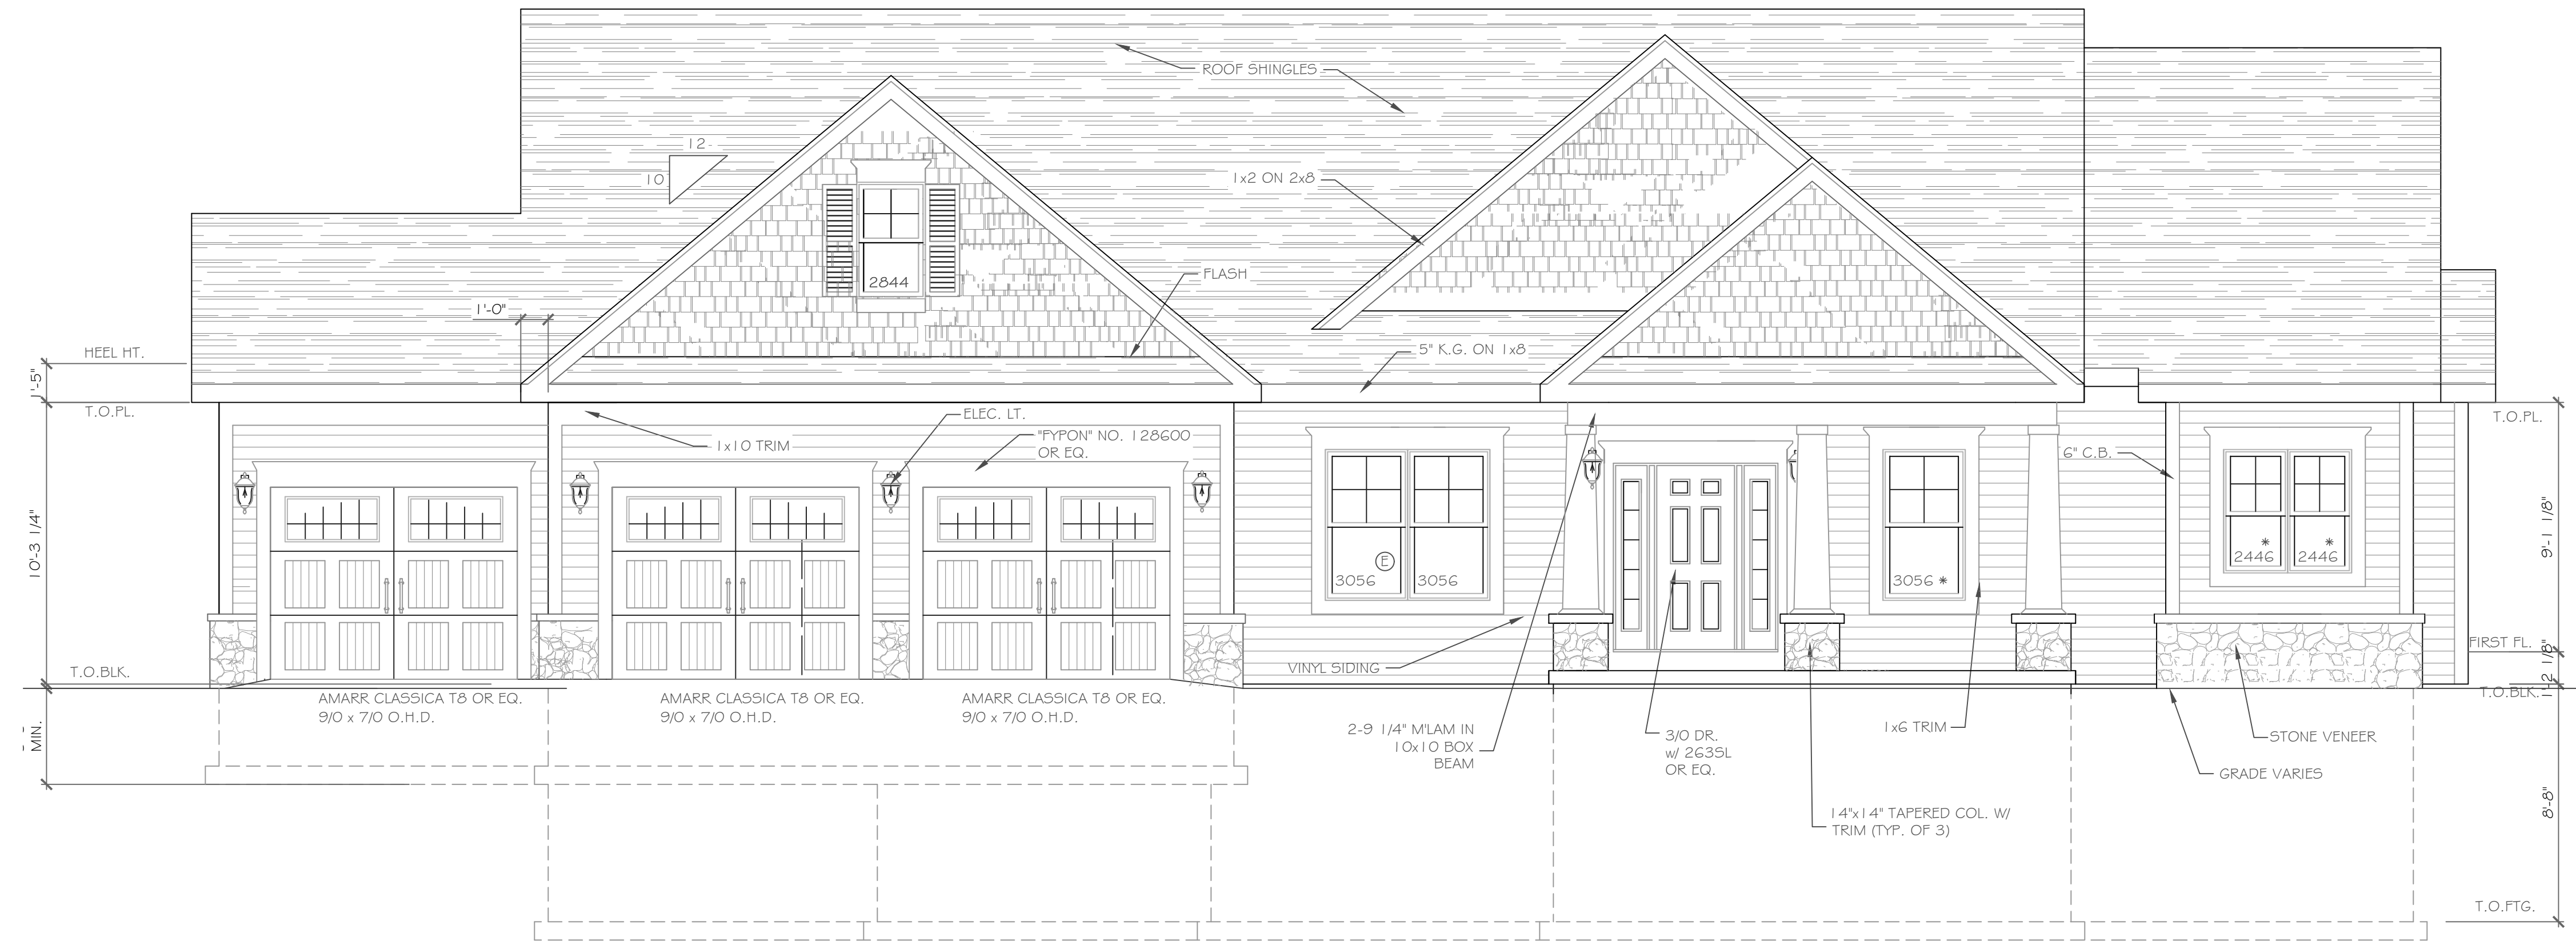 ROOF SHINGLES
12
10
1x2 ON 2x8
2844
FLASH
1'-0"
HEEL HT.
1'-5"
5" K.G. ON 1x8
T.O.PL.
T.O.PL.
ELEC. LT.
1x10 TRIM
"FYPON" NO. 128600
OR EQ.
6" C.B.
10'-3 1/4"
9'-1 1/8"
3056
E
3056
3056 *
*
2446
*
2446
FIRST FL.
1'-2 1/8"
VINYL SIDING
T.O.BLK.
T.O.BLK.
AMARR CLASSICA T8 OR EQ.
9/0 x 7/0 O.H.D.
AMARR CLASSICA T8 OR EQ.
9/0 x 7/0 O.H.D.
AMARR CLASSICA T8 OR EQ.
9/0 x 7/0 O.H.D.
MIN.
2-9 1/4" M'LAM IN
10x10 BOX
BEAM
3/0 DR.
w/ 263SL
OR EQ.
1x6 TRIM
STONE VENEER
GRADE VARIES
14"x14" TAPERED COL. W/
TRIM (TYP. OF 3)
8'-8"
T.O.FTG.